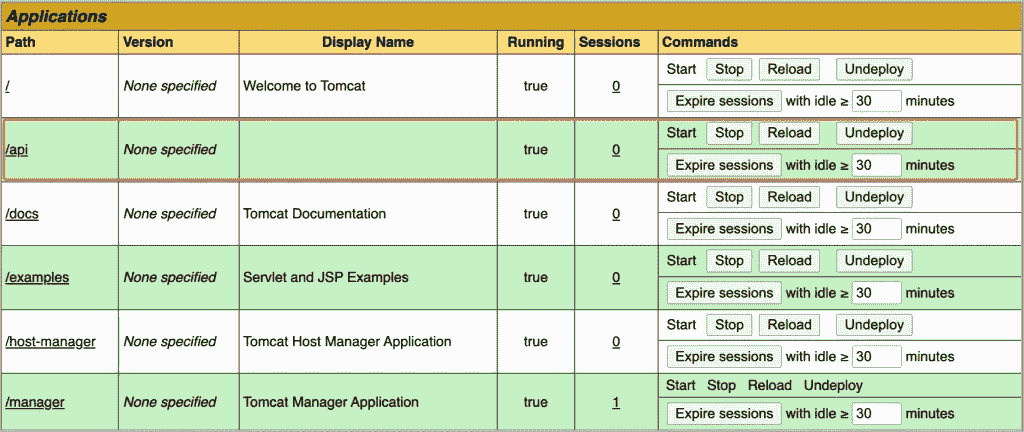 Applications
Path Version Display Name Running Sessions Commands
/ None specified Welcome to Tomcat true 0 Start Stop Reload Undeploy
Expire sessions with idle ≥ 30 minutes
/api None specified true 0 Start Stop Reload Undeploy
Expire sessions with idle ≥ 30 minutes
/docs None specified Tomcat Documentation true 0 Start Stop Reload Undeploy
Expire sessions with idle ≥ 30 minutes
/examples None specified Servlet and JSP Examples true 0 Start Stop Reload Undeploy
Expire sessions with idle ≥ 30 minutes
/host-manager None specified Tomcat Host Manager Application true 0 Start Stop Reload Undeploy
Expire sessions with idle ≥ 30 minutes
/manager None specified Tomcat Manager Application true 1 Start Stop Reload Undeploy
Expire sessions with idle ≥ 30 minutes